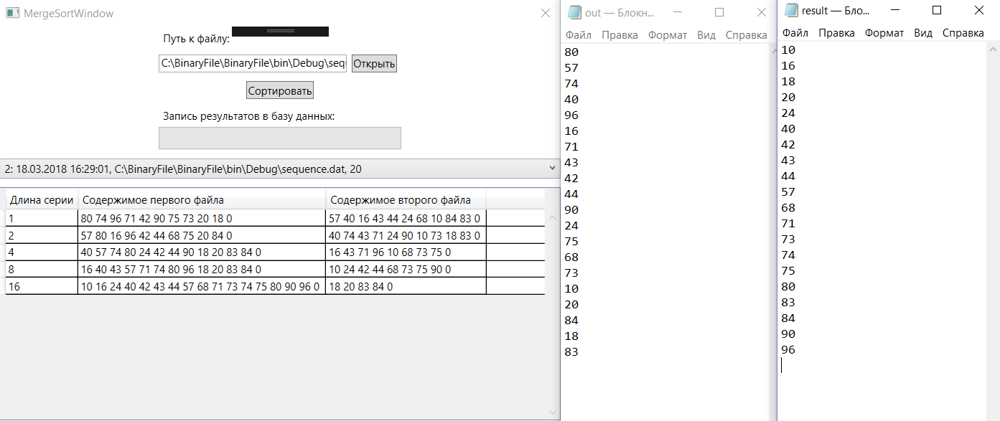 MergeSortWindow
Путь к файлу:
C:\BinaryFile\BinaryFile\bin\Debug\seq
Открыть
Сортировать
Запись результатов в базу данных:
2: 18.03.2018 16:29:01, C:\BinaryFile\BinaryFile\bin\Debug\sequence.dat, 20
Длина серии Содержимое первого файла Содержимое второго файла
1 80 74 96 71 42 90 75 73 20 18 0 57 40 16 43 44 24 68 10 84 83 0
2 57 80 16 96 42 44 68 75 20 84 0 40 74 43 71 24 90 10 73 18 83 0
4 40 57 74 80 24 42 44 90 18 20 83 84 0 16 43 71 96 10 68 73 75 0
8 16 40 43 57 71 74 80 96 18 20 83 84 0 10 24 42 44 68 73 75 90 0
16 10 16 24 40 42 43 44 57 68 71 73 74 75 80 90 96 0 18 20 83 84 0
out — Блокн...
Файл Правка Формат Вид Справка
80
57
74
40
96
16
71
43
42
44
90
24
75
68
73
10
20
84
18
83
result — Бло...
Файл Правка Формат Вид Справка
10
16
18
20
24
40
42
43
44
57
68
71
73
74
75
80
83
84
90
96